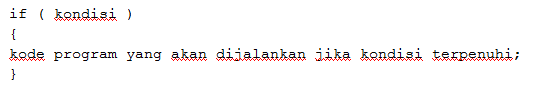 if ( kondisi )
{
kode program yang akan dijalankan jika kondisi terpenuhi;
}